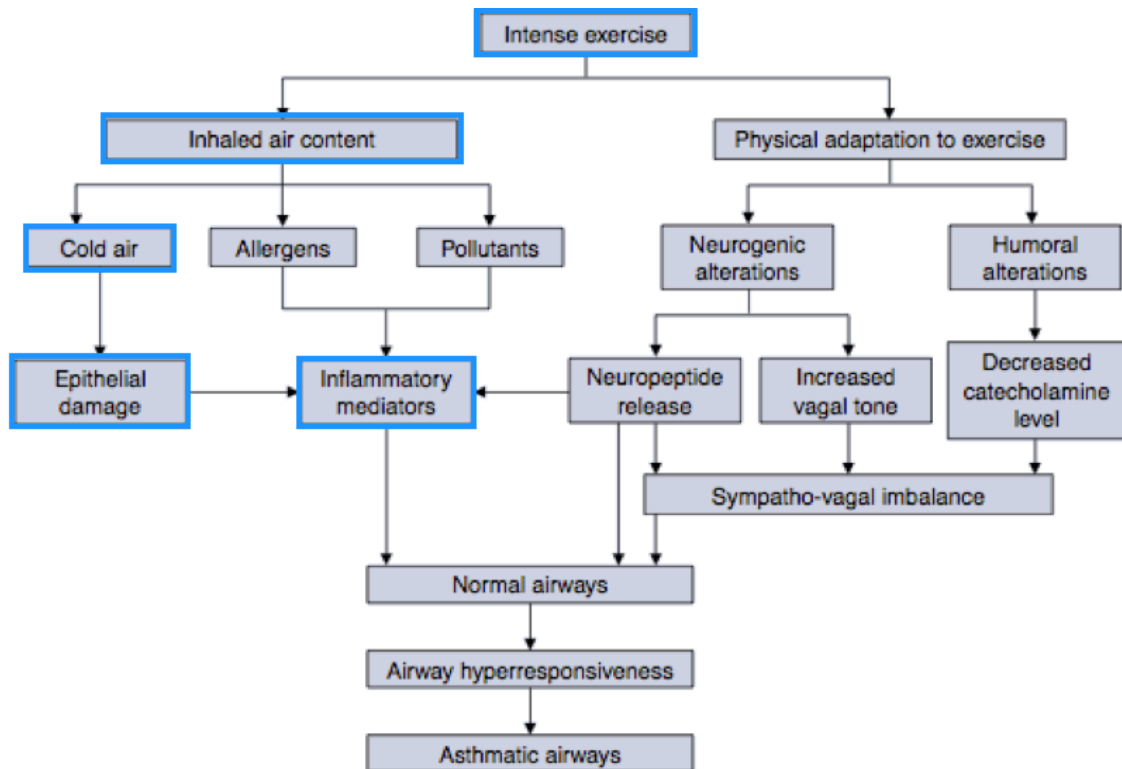 Intense exercise
Inhaled air content
Physical adaptation to exercise
Cold air
Allergens
Pollutants
Neurogenic
alterations
Humoral
alterations
Epithelial
damage
Inflammatory
mediators
Neuropeptide
release
Increased
vagal tone
Decreased
catecholamine
level
Sympatho-vagal imbalance
Normal airways
Airway hyperresponsiveness
Asthmatic airways